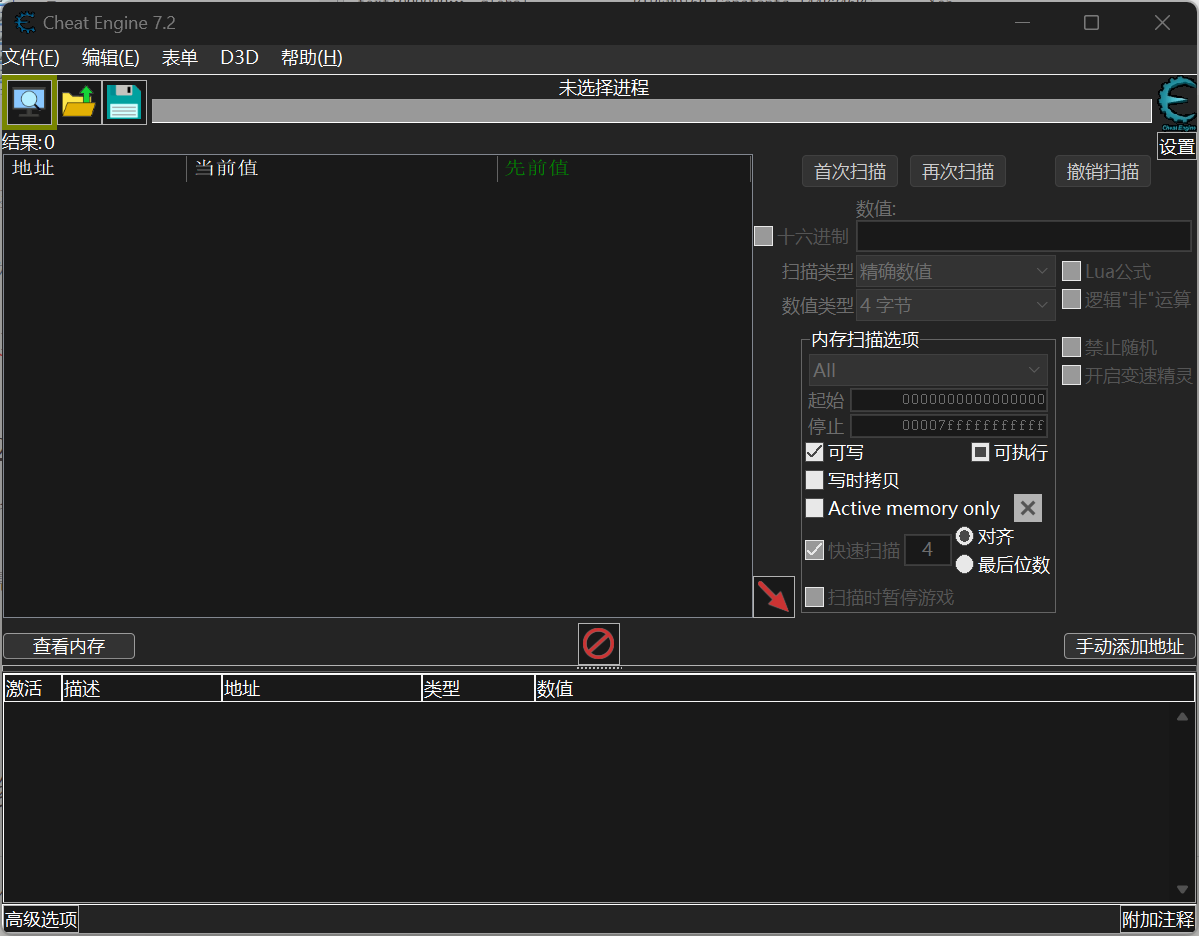 Cheat Engine 7.2
文件(F) 编辑(E) 表单 D3D 帮助(H)
未选择进程
Cheat Engine
结果:0
设置
地址 当前值 先前值
首次扫描 再次扫描 撤销扫描
数值:
十六进制
扫描类型 精确数值 Lua公式
数值类型 4 字节 逻辑"非"运算
内存扫描选项
All
禁止随机
开启变速精灵
起始 0000000000000000
停止 00007fffffffffff
可写 可执行
写时拷贝
Active memory only
快速扫描 4 对齐
最后位数
扫描时暂停游戏
查看内存 手动添加地址
激活 描述 地址 类型 数值
高级选项 附加注释